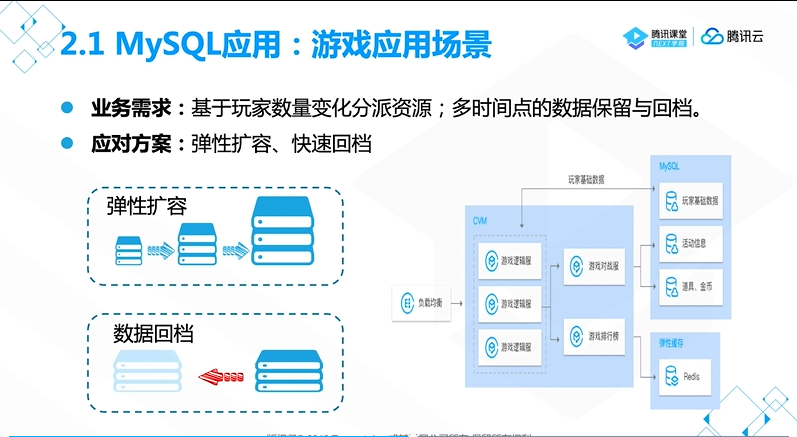 2.1 MySQL应用：游戏应用场景
腾讯课堂
NEXT学院
腾讯云
业务需求：基于玩家数量变化分派资源；多时间点的数据保留与回档。
应对方案：弹性扩容、快速回档
弹性扩容
数据回档
玩家基础数据
CVM
游戏逻辑服
游戏逻辑服
游戏逻辑服
负载均衡
游戏对战服
游戏排行榜
MySQL
玩家基础数据
活动信息
道具、金币
弹性缓存
Redis